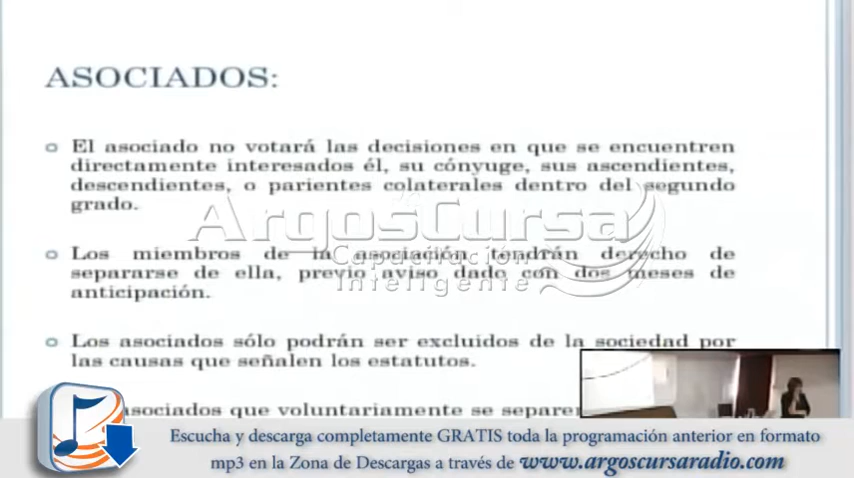 ASOCIADOS:
El asociado no votará las decisiones en que se encuentren
directamente interesados él, su cónyuge, sus ascendientes,
descendientes, o parientes colaterales dentro del segundo
grado.
ArgosCursa
Capacitación
Inteligente
Los miembros de la asociación tendrán derecho de
separarse de ella, previo aviso dado con dos meses de
anticipación.
Los asociados sólo podrán ser excluidos de la sociedad por
las causas que señalen los estatutos.
asociados que voluntariamente se separen
Escucha y descarga completamente GRATIS toda la programación anterior en formato
mp3 en la Zona de Descargas a través de www.argoscursaradio.com